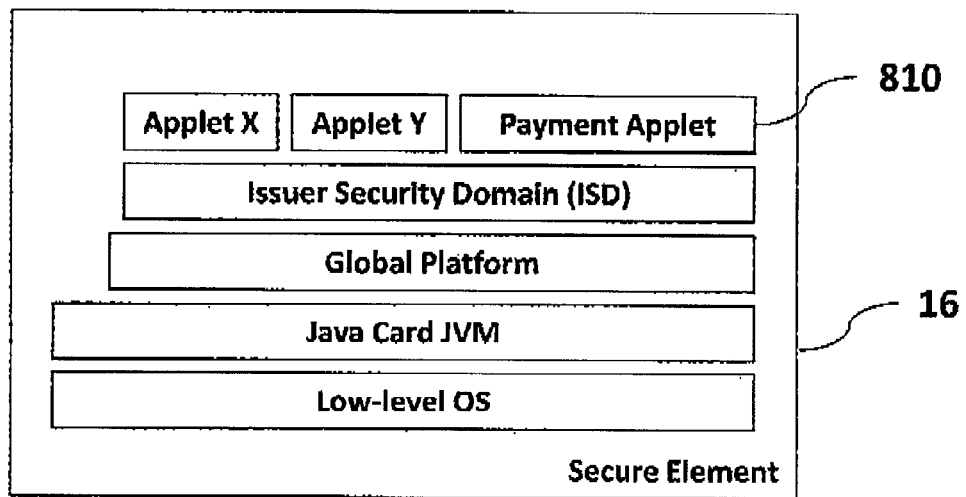 810
Applet X Applet Y Payment Applet
Issuer Security Domain (ISD)
Global Platform
16
Java Card JVM
Low-level OS
Secure Element